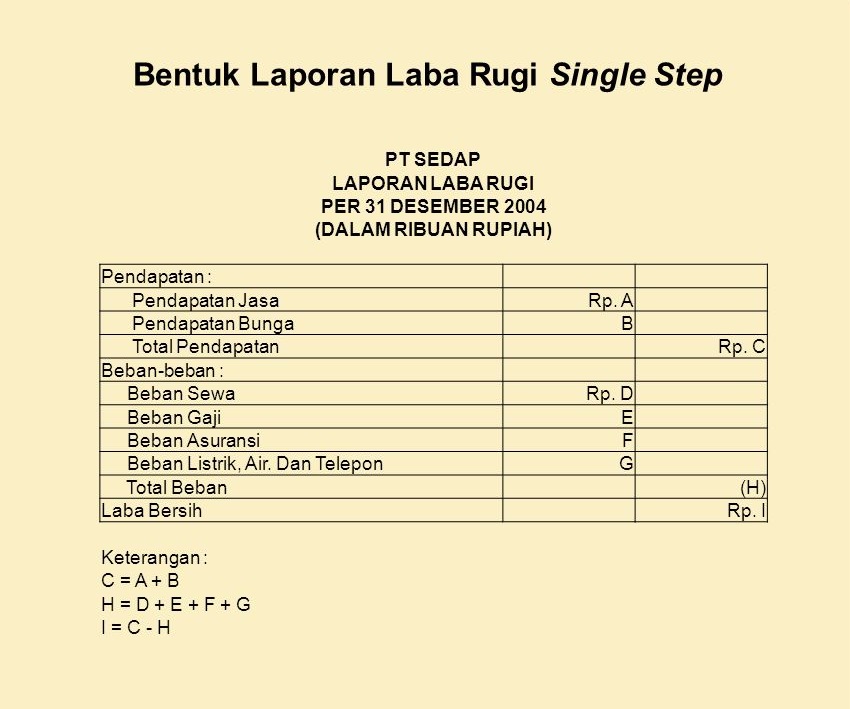 Bentuk Laporan Laba Rugi Single Step
PT SEDAP
LAPORAN LABA RUGI
PER 31 DESEMBER 2004
(DALAM RIBUAN RUPIAH)
Pendapatan :
Pendapatan Jasa Rp. A
Pendapatan Bunga B
Total Pendapatan Rp. C
Beban-beban :
Beban Sewa Rp. D
Beban Gaji E
Beban Asuransi F
Beban Listrik, Air. Dan Telepon G
Total Beban (H)
Laba Bersih Rp. I
Keterangan :
C = A + B
H = D + E + F + G
I = C - H